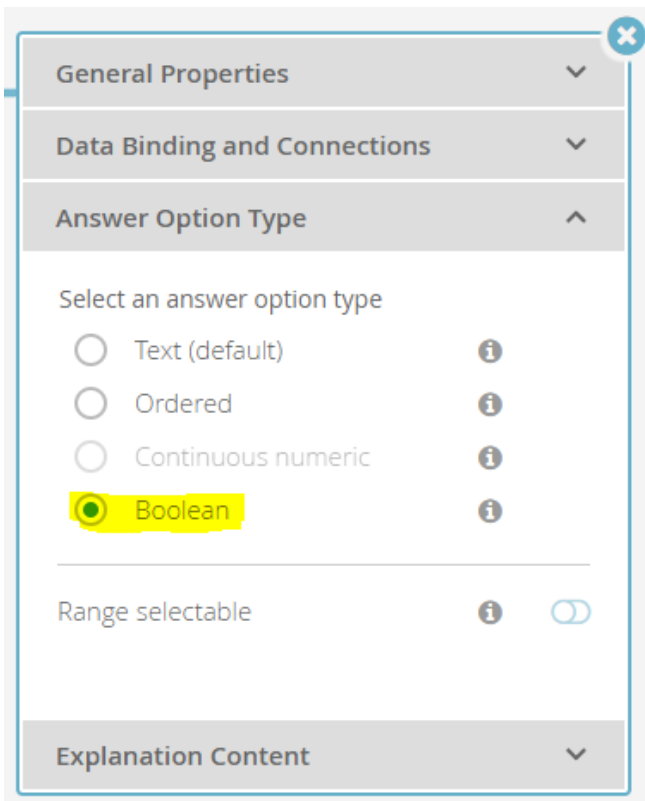 General Properties
Data Binding and Connections
Answer Option Type
Select an answer option type
Text (default)
Ordered
Continuous numeric
Boolean
Range selectable
Explanation Content